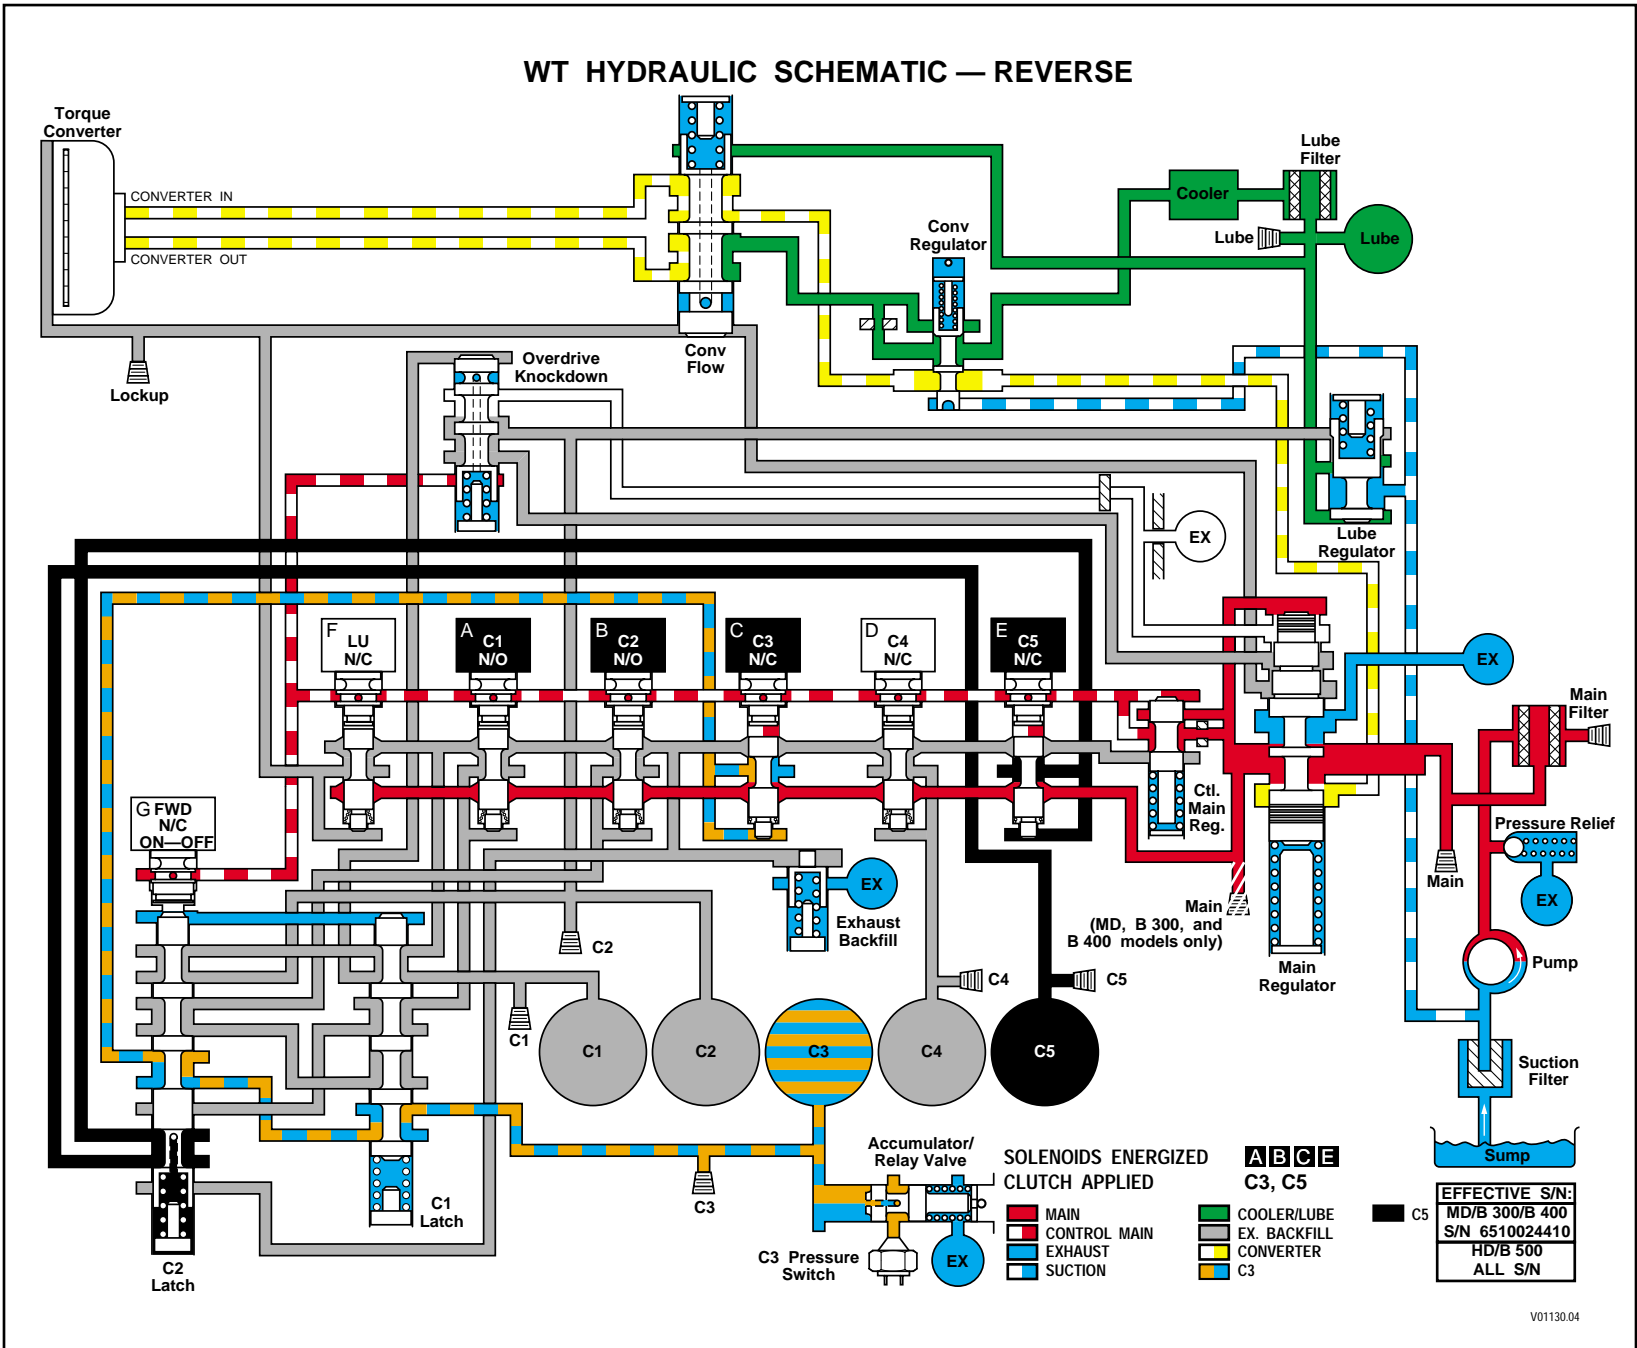 WT HYDRAULIC SCHEMATIC — REVERSE
Torque
Converter
CONVERTER IN
CONVERTER OUT
Lockup
Overdrive
Knockdown
Conv
Flow
Conv
Regulator
Cooler
Lube
Filter
Lube
Lube
Lube
Regulator
EX
F
LU
N/C
A
C1
N/O
B
C2
N/O
C
C3
N/C
D
C4
N/C
E
C5
N/C
EX
Main
Filter
G FWD
N/C
ON—OFF
Ctl.
Main
Reg.
Pressure Relief
EX
Main
EX
Exhaust
Backfill
Main
(MD, B 300, and
B 400 models only)
Main
Regulator
Pump
C2
C4
C5
C1
C1
C2
C3
C4
C5
Suction
Filter
Sump
C1
Latch
C2
Latch
C3
Accumulator/
Relay Valve
C3 Pressure
Switch
EX
SOLENOIDS ENERGIZED A B C E
CLUTCH APPLIED C3, C5
MAIN
CONTROL MAIN
EXHAUST
SUCTION
COOLER/LUBE
EX. BACKFILL
CONVERTER
C3
C5
EFFECTIVE S/N:
MD/B 300/B 400
S/N 6510024410
HD/B 500
ALL S/N
V01130.04